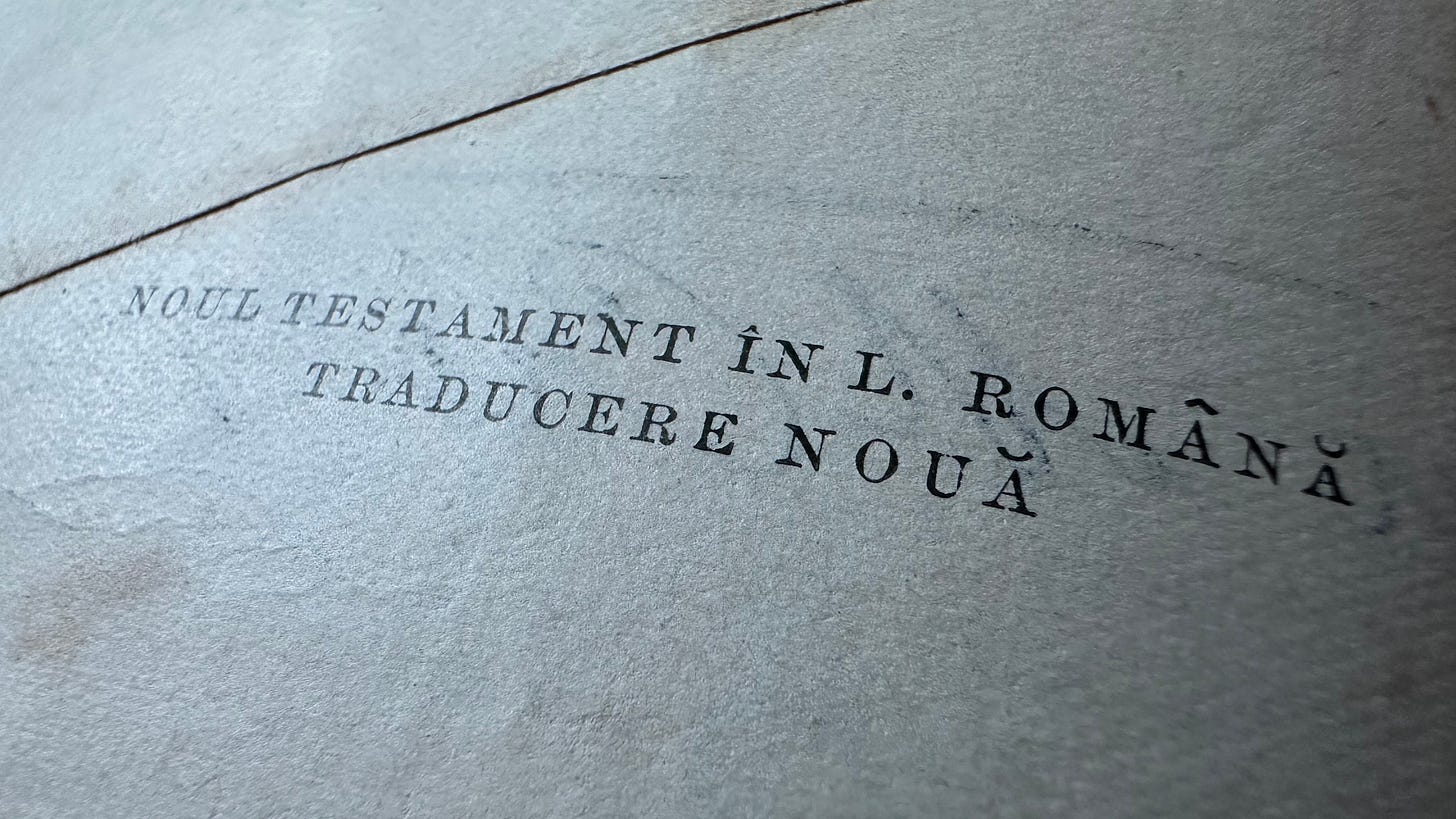 NOUL TESTAMENT ÎN L. ROMÂNĂ
TRADUCERE NOUĂ